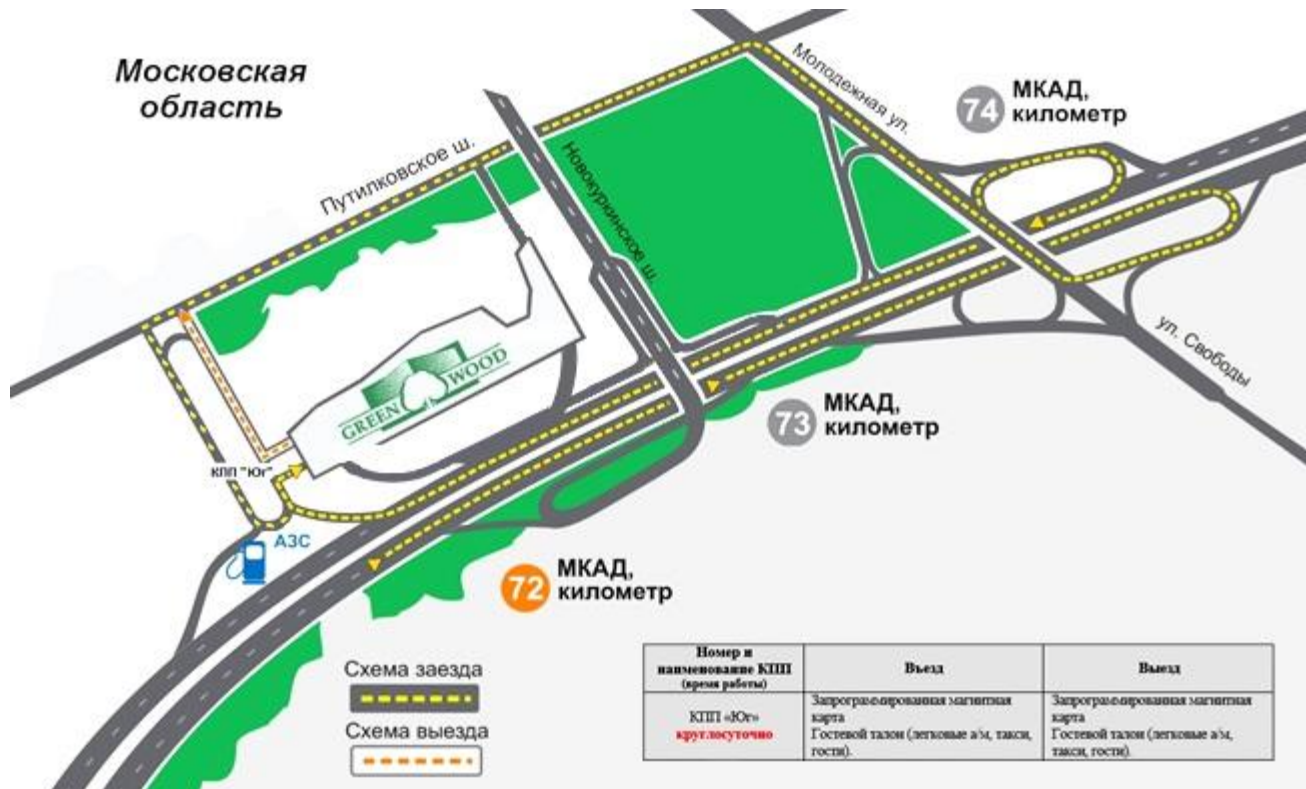 Московская
область
Путилковское ш.
Новокуркинское ш.
Молодежная ул.
74
МКАД,
километр
ул. Свободы
GREEN WOOD
73
МКАД,
километр
КПП "Юг"
АЗС
72
МКАД,
километр
Схема заезда
Схема выезда
Номер и
наименование КПП
(время работы)
Въезд
Выезд
КПП «Юг»
круглосуточно
Запрограммированная магнитная
карта
Гостевой талон (легковые а/м, такси,
гости).
Запрограммированная магнитная
карта
Гостевой талон (легковые а/м,
такси, гости).